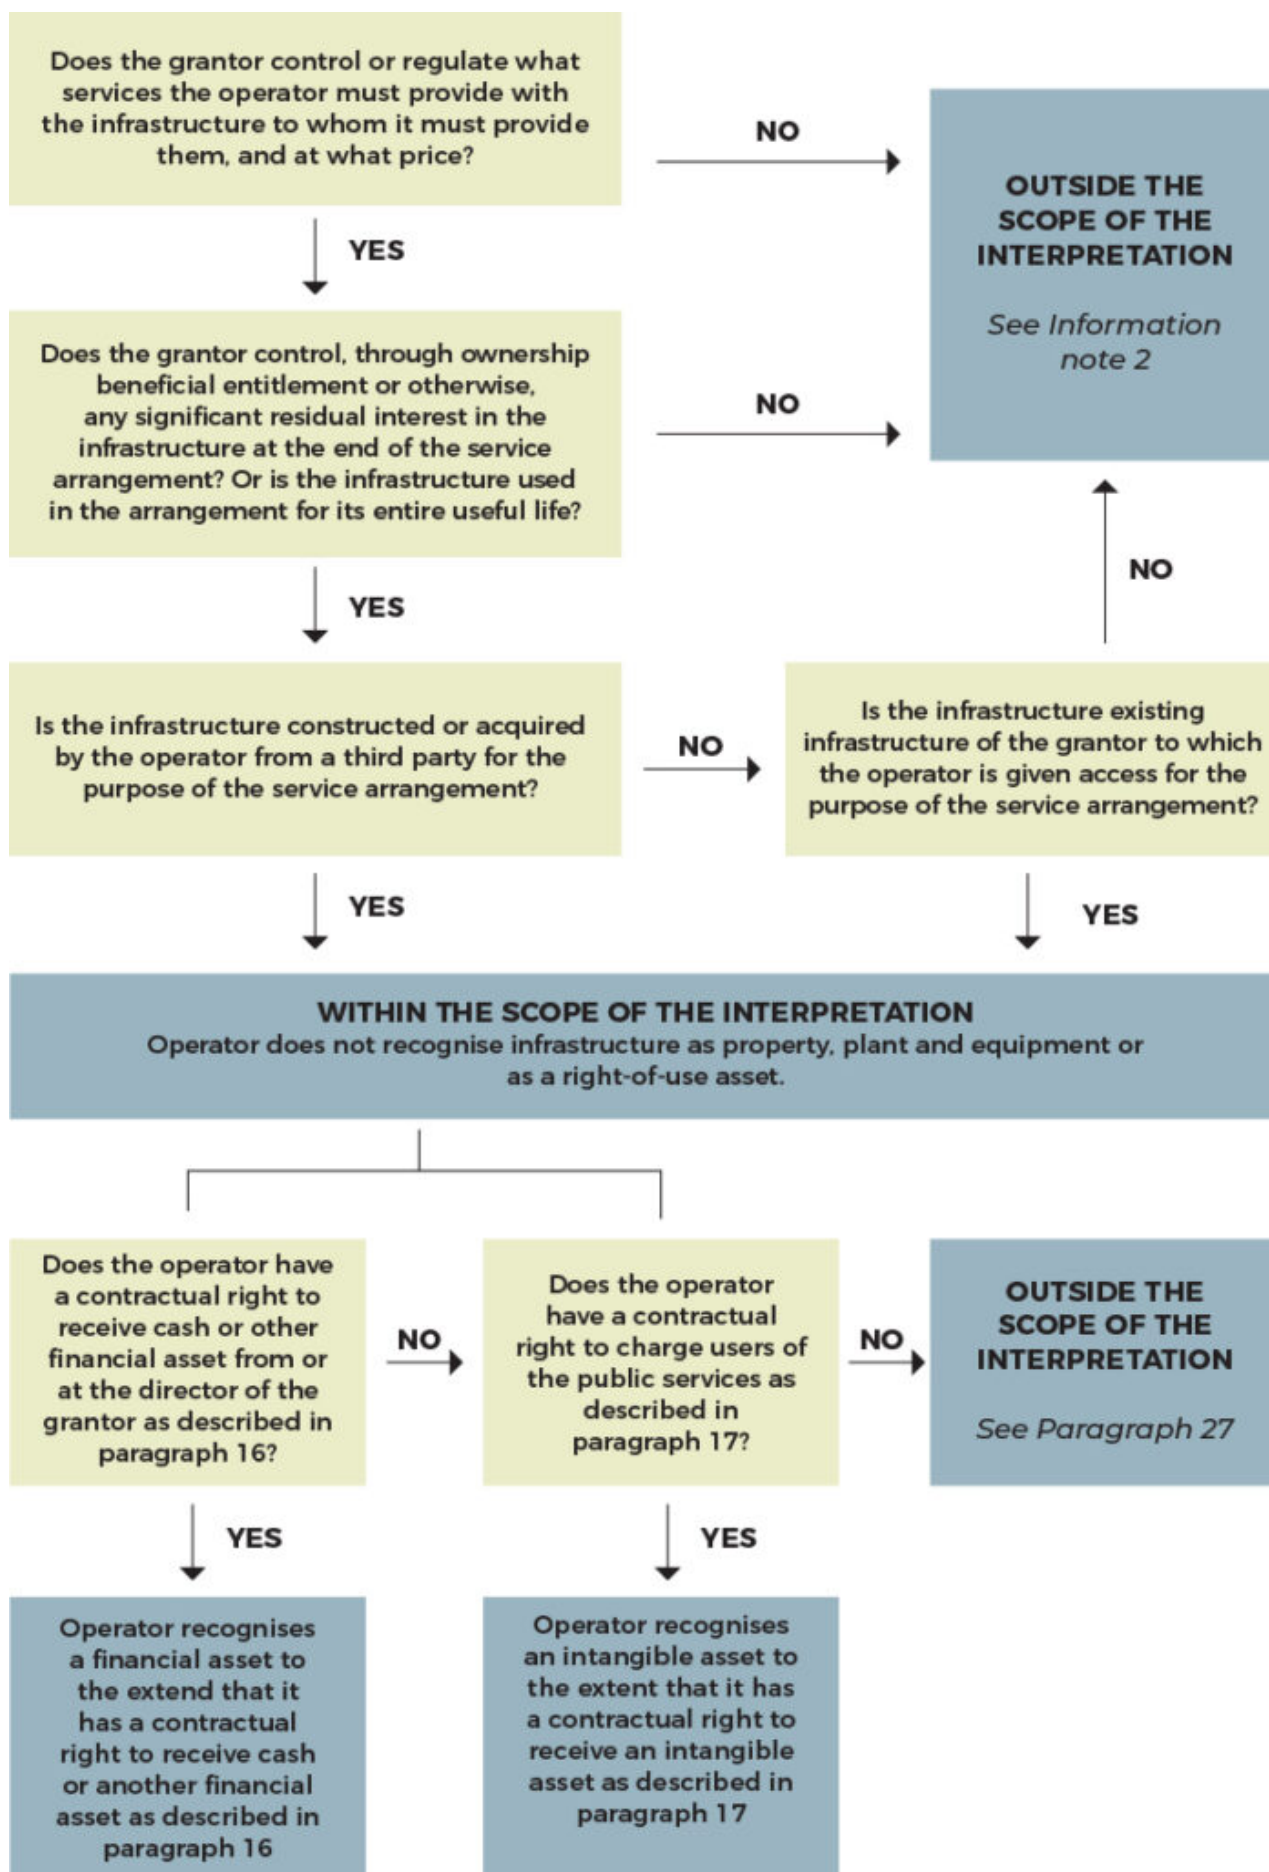 Does the grantor control or regulate what
services the operator must provide with
the infrastructure to whom it must provide
them, and at what price?
NO
OUTSIDE THE
SCOPE OF THE
INTERPRETATION
See Information
note 2
YES
Does the grantor control, through ownership
beneficial entitlement or otherwise,
any significant residual interest in the
infrastructure at the end of the service
arrangement? Or is the infrastructure used
in the arrangement for its entire useful life?
NO
NO
YES
Is the infrastructure constructed or acquired
by the operator from a third party for the
purpose of the service arrangement?
NO
Is the infrastructure existing
infrastructure of the grantor to which
the operator is given access for the
purpose of the service arrangement?
YES
YES
WITHIN THE SCOPE OF THE INTERPRETATION
Operator does not recognise infrastructure as property, plant and equipment or
as a right-of-use asset.
Does the operator have
a contractual right to
receive cash or other
financial asset from or
at the director of the
grantor as described in
paragraph 16?
NO
Does the operator
have a contractual
right to charge users of
the public services as
described in
paragraph 17?
NO
OUTSIDE THE
SCOPE OF THE
INTERPRETATION
See Paragraph 27
YES
YES
Operator recognises
a financial asset to
the extend that it
has a contractual
right to receive cash
or another financial
asset as described in
paragraph 16
Operator recognises
an intangible asset to
the extent that it has
a contractual right to
receive an intangible
asset as described in
paragraph 17